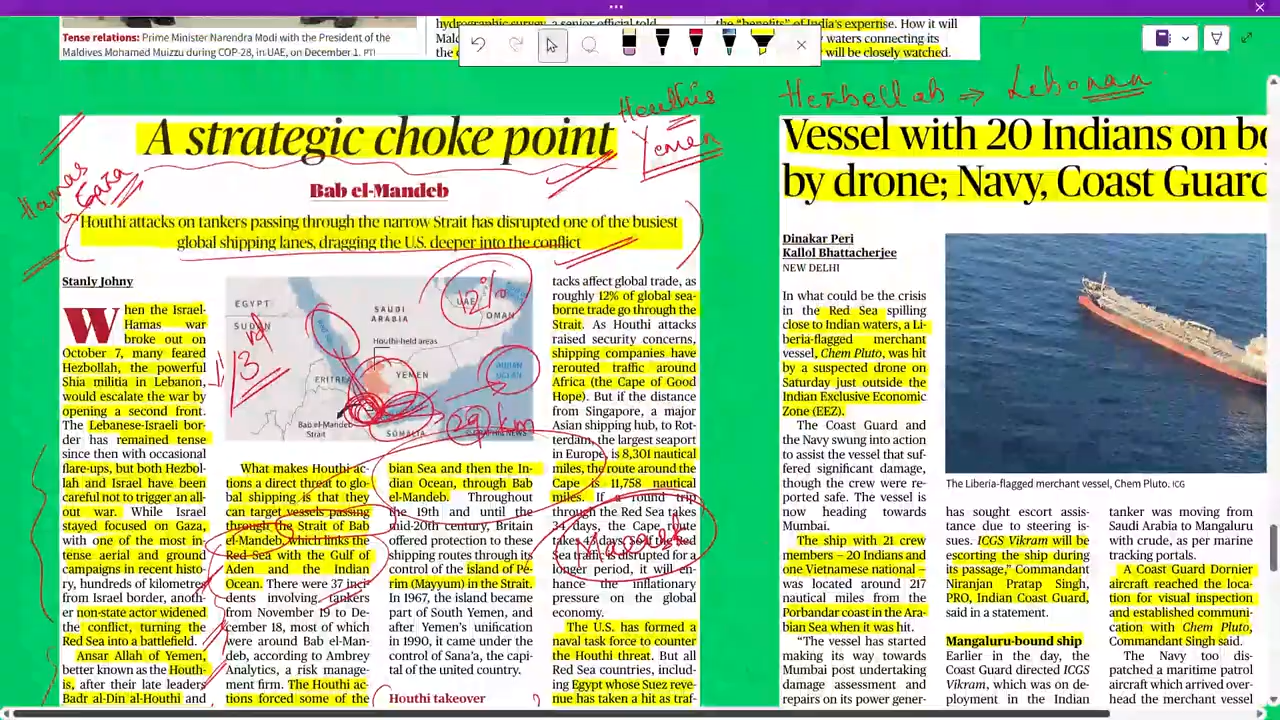 Tense relations: Prime Minister Narendra Modi with the President of the
Maldives Mohamed Muizzu during COP-28, in UAE, on December 1. PTI
hydrographic survey, a senior official told
the "benefits" of India's expertise. How it will
waters connecting its
will be closely watched.
Hezbollah ⇒ Lebonan
Houthis
Yemen
Hamas
Gaza
A strategic choke point
Bab el-Mandeb
Houthi attacks on tankers passing through the narrow Strait has disrupted one of the busiest
global shipping lanes, dragging the U.S. deeper into the conflict
Stanly Johny
When the Israel-
Hamas war
broke out on
October 7, many feared
Hezbollah, the powerful
Shia militia in Lebanon,
would escalate the war by
opening a second front.
The Lebanese-Israeli bor-
der has remained tense
since then with occasional
flare-ups, but both Hezbol-
lah and Israel have been
careful not to trigger an all-
out war. While Israel
stayed focused on Gaza,
with one of the most in-
tense aerial and ground
campaigns in recent histo-
ry, hundreds of kilometres
from Israel border, anoth-
er non-state actor widened
the conflict, turning the
Red Sea into a battlefield.
Ansar Allah of Yemen,
better known as the Houth-
is, after their late leaders
Badr al-Din al-Houthi and
EGYPT
SUDAN
SAUDI
ARABIA
UAE
OMAN
Houthi-held areas
YEMEN
ERITREA
INDIAN
OCEAN
Bab el-Mandeb
Strait
SOMALIA
GRAPHIC NEWS
12%
1/3rd
29 km
What makes Houthi ac-
tions a direct threat to glo-
bal shipping is that they
can target vessels passing
through the Strait of Bab
el-Mandeb, which links the
Red Sea with the Gulf of
Aden and the Indian
Ocean. There were 37 inci-
dents involving tankers
from November 19 to De-
cember 18, most of which
were around Bab el-Man-
deb, according to Ambrey
Analytics, a risk manage-
ment firm. The Houthi ac-
tions forced some of the
bian Sea and then the In-
dian Ocean, through Bab
el-Mandeb. Throughout
the 19th and until the
mid-20th century, Britain
offered protection to these
shipping routes through its
control of the island of Pe-
rim (Mayyum) in the Strait.
In 1967, the island became
part of South Yemen, and
after Yemen's unification
in 1990, it came under the
control of Sana'a, the capi-
tal of the united country.
Houthi takeover
tacks affect global trade, as
roughly 12% of global sea-
borne trade go through the
Strait. As Houthi attacks
raised security concerns,
shipping companies have
rerouted traffic around
Africa (the Cape of Good
Hope). But if the distance
from Singapore, a major
Asian shipping hub, to Rot-
terdam, the largest seaport
in Europe, is 8,301 nautical
miles, the route around the
Cape is 11,758 nautical
miles. If a round trip
through the Red Sea takes
34 days, the Cape route
takes 43 days. So if the Red
Sea traffic is disrupted for a
longer period, it will en-
hance the inflationary
pressure on the global
economy.
The U.S. has formed a
naval task force to counter
the Houthi threat. But all
Red Sea countries, includ-
ing Egypt whose Suez reve-
nue has taken a hit as traf-
Vessel with 20 Indians on bo
by drone; Navy, Coast Guard
Dinakar Peri
Kallol Bhattacherjee
NEW DELHI
In what could be the crisis
in the Red Sea spilling
close to Indian waters, a Li-
beria-flagged merchant
vessel, Chem Pluto, was hit
by a suspected drone on
Saturday just outside the
Indian Exclusive Economic
Zone (EEZ).
The Coast Guard and
the Navy swung into action
to assist the vessel that suf-
fered significant damage,
though the crew were re-
ported safe. The vessel is
now heading towards
Mumbai.
The ship with 21 crew
members – 20 Indians and
one Vietnamese national –
was located around 217
nautical miles from the
Porbandar coast in the Ara-
bian Sea when it was hit.
"The vessel has started
making its way towards
Mumbai post undertaking
damage assessment and
repairs on its power gener-
The Liberia-flagged merchant vessel, Chem Pluto. ICG
has sought escort assis-
tance due to steering is-
sues. ICGS Vikram will be
escorting the ship during
its passage," Commandant
Niranjan Pratap Singh,
PRO, Indian Coast Guard,
said in a statement.
Mangaluru-bound ship
Earlier in the day, the
Coast Guard directed ICGS
Vikram, which was on de-
ployment in the Indian
tanker was moving from
Saudi Arabia to Mangaluru
with crude, as per marine
tracking portals.
A Coast Guard Dornier
aircraft reached the loca-
tion for visual inspection
and established communi-
cation with Chem Pluto,
Commandant Singh said.
The Navy too dis-
patched a maritime patrol
aircraft which arrived over-
head the merchant vessel